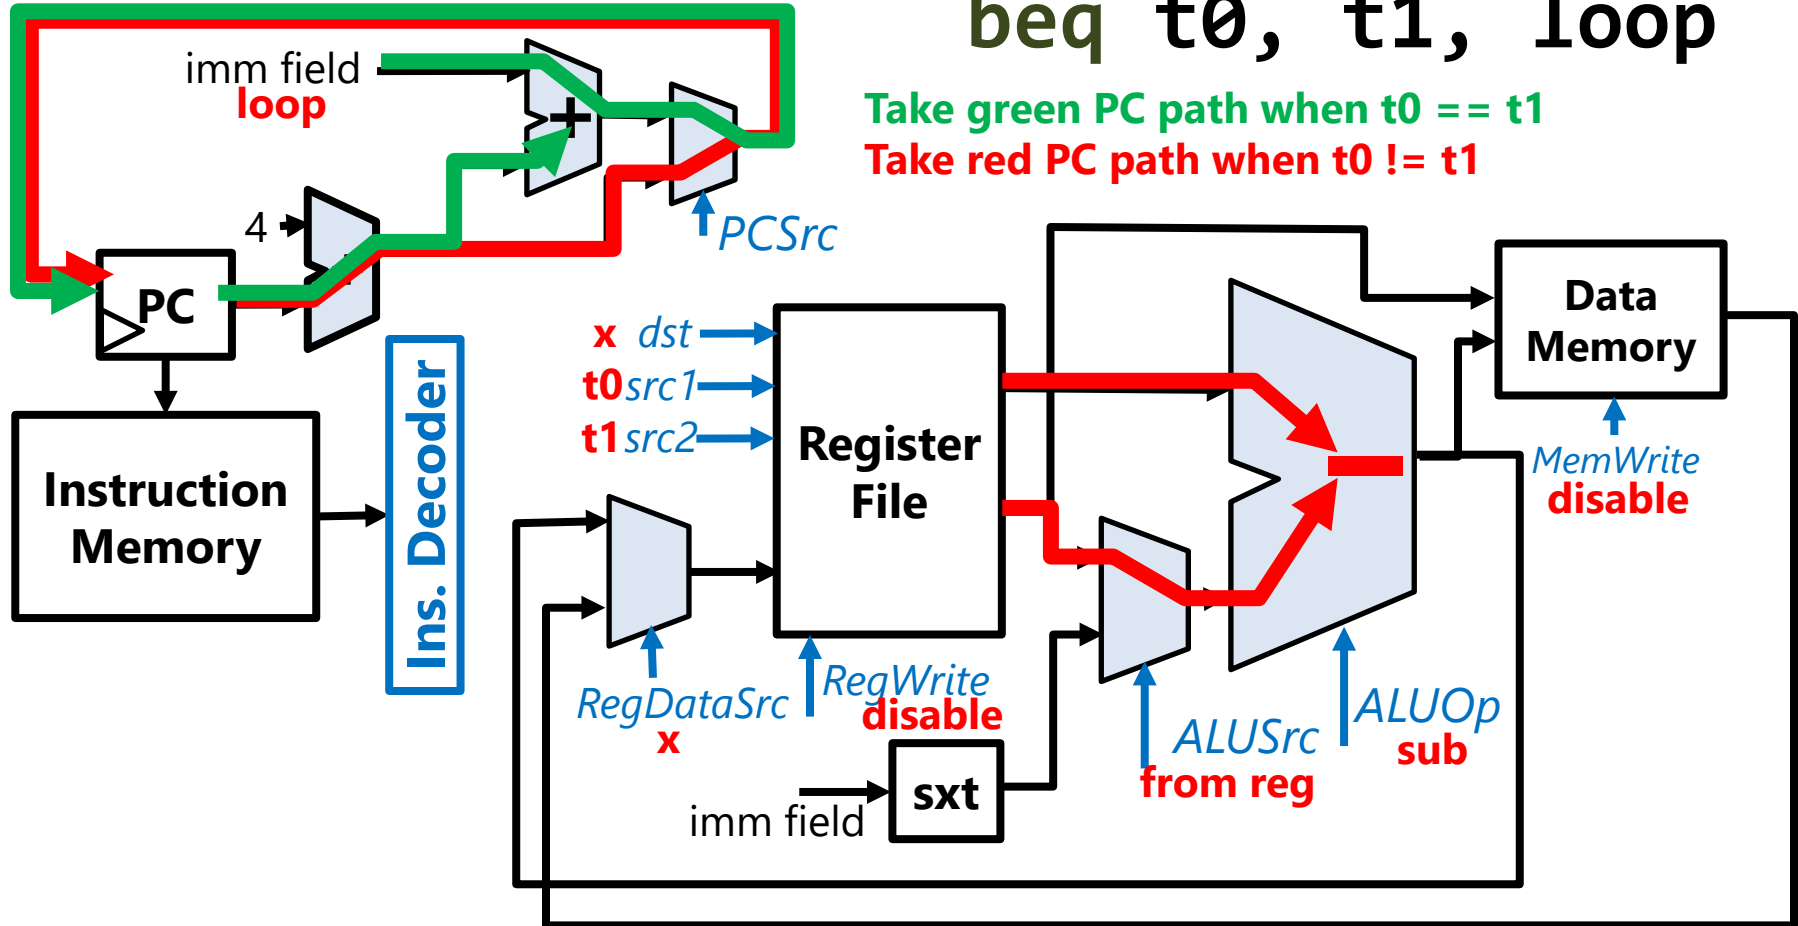 beq t0, t1, loop
imm field
loop
Take green PC path when t0 == t1
Take red PC path when t0 != t1
4
PCSrc
PC
Data
Memory
x dst
t0 src1
t1 src2
Ins. Decoder
Register
File
Instruction
Memory
MemWrite
disable
RegDataSrc
x
RegWrite
disable
ALUSrc
from reg
ALUOp
sub
sxt
imm field